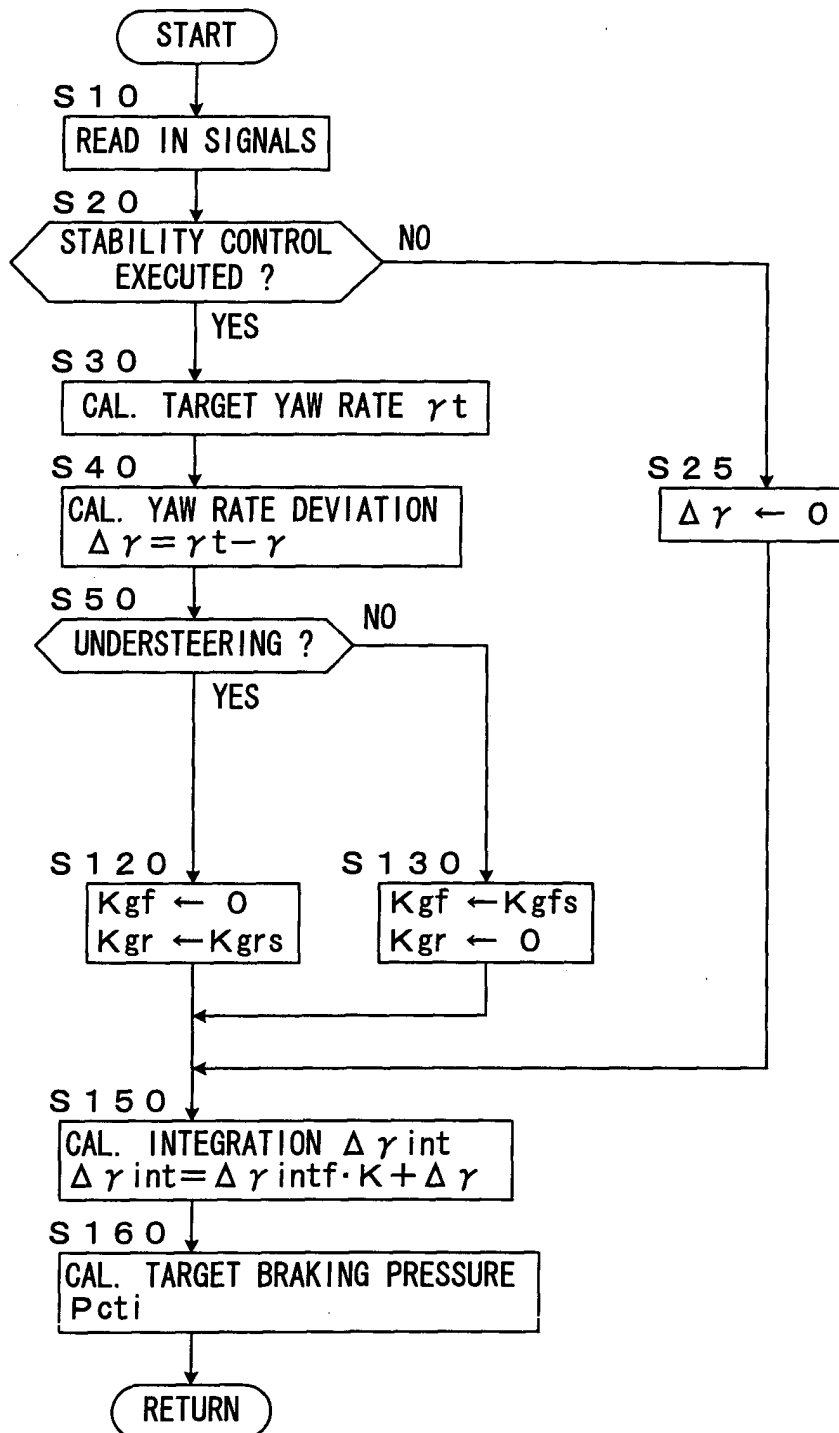 START
S10
READ IN SIGNALS
S20
STABILITY CONTROL
EXECUTED ?
NO
YES
S30
CAL. TARGET YAW RATE γt
S40
CAL. YAW RATE DEVIATION
Δγ=γt−γ
S25
Δγ ← 0
S50
UNDERSTEERING ?
NO
YES
S120
Kgf ← 0
Kgr ←Kgrs
S130
Kgf ←Kgfs
Kgr ← 0
S150
CAL. INTEGRATION Δγint
Δγint=Δγintf·K+Δγ
S160
CAL. TARGET BRAKING PRESSURE
Pcti
RETURN